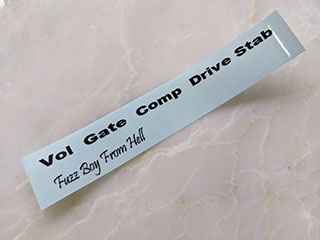 Vol Gate Comp Drive Stab
Fuzz Boy From Hell